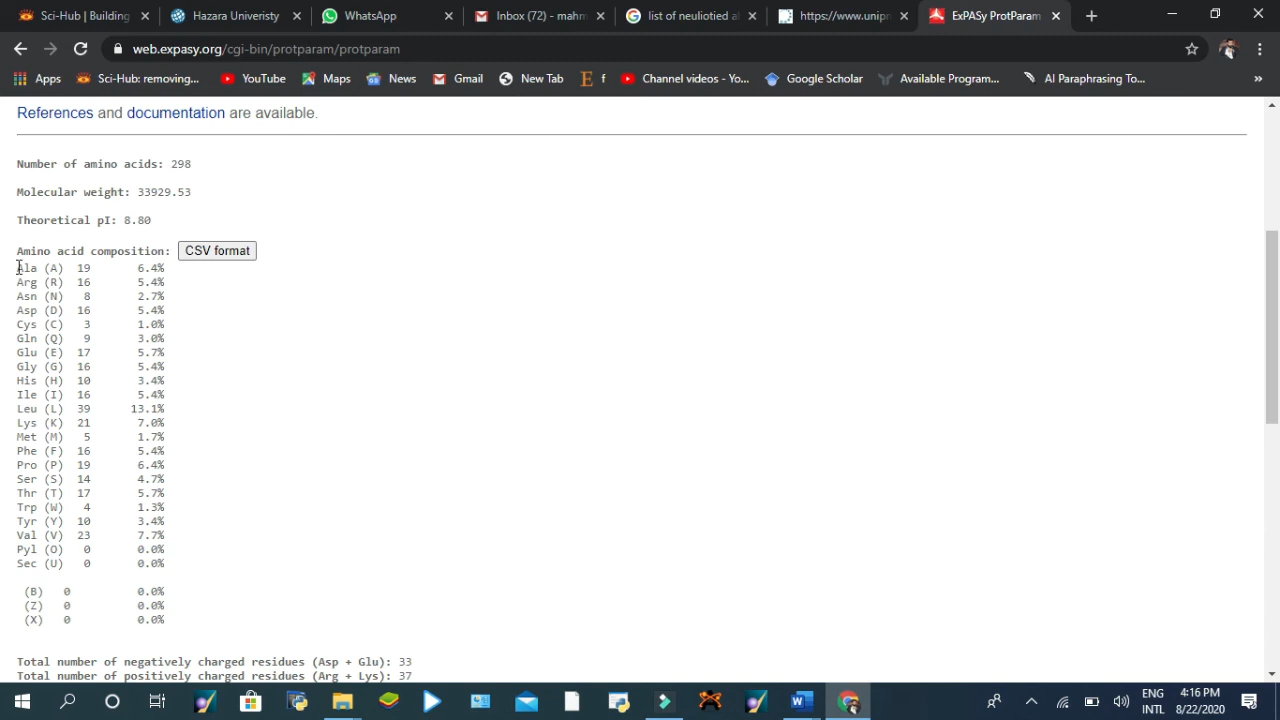 Sci-Hub | Building
Hazara Univeristy
WhatsApp
Inbox (72) - mahm
list of neuliotied al
https://www.unipr
ExPASy ProtParam
web.expasy.org/cgi-bin/protparam/protparam
Apps
Sci-Hub: removing...
YouTube
Maps
News
Gmail
New Tab
f
Channel videos - Yo...
Google Scholar
Available Program...
AI Paraphrasing To...
»
References and documentation are available.
Number of amino acids: 298
Molecular weight: 33929.53
Theoretical pI: 8.80
Amino acid composition: CSV format
Ala (A) 19 6.4%
Arg (R) 16 5.4%
Asn (N) 8 2.7%
Asp (D) 16 5.4%
Cys (C) 3 1.0%
Gln (Q) 9 3.0%
Glu (E) 17 5.7%
Gly (G) 16 5.4%
His (H) 10 3.4%
Ile (I) 16 5.4%
Leu (L) 39 13.1%
Lys (K) 21 7.0%
Met (M) 5 1.7%
Phe (F) 16 5.4%
Pro (P) 19 6.4%
Ser (S) 14 4.7%
Thr (T) 17 5.7%
Trp (W) 4 1.3%
Tyr (Y) 10 3.4%
Val (V) 23 7.7%
Pyl (O) 0 0.0%
Sec (U) 0 0.0%
(B) 0 0.0%
(Z) 0 0.0%
(X) 0 0.0%
Total number of negatively charged residues (Asp + Glu): 33
Total number of positively charged residues (Arg + Lys): 37
ENG
INTL
4:16 PM
8/22/2020